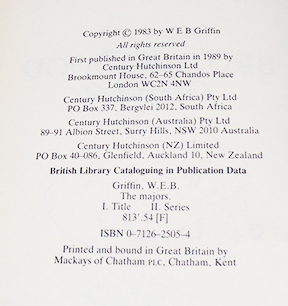 Copyright © 1983 by W E B Griffin
All rights reserved
First published in Great Britain in 1989 by
Century Hutchinson Ltd
Brookmount House, 62–65 Chandos Place
London WC2N 4NW
Century Hutchinson (South Africa) Pty Ltd
PO Box 337, Bergvlei 2012, South Africa
Century Hutchinson (Australia) Pty Ltd
89–91 Albion Street, Surry Hills, NSW 2010 Australia
Century Hutchinson (NZ) Limited
PO Box 40–086, Glenfield, Auckland 10, New Zealand
British Library Cataloguing in Publication Data
Griffin, W.E.B.
The majors.
I. Title II. Series
813'.54 [F]
ISBN 0–7126–2505–4
Printed and bound in Great Britain by
Mackays of Chatham PLC, Chatham, Kent